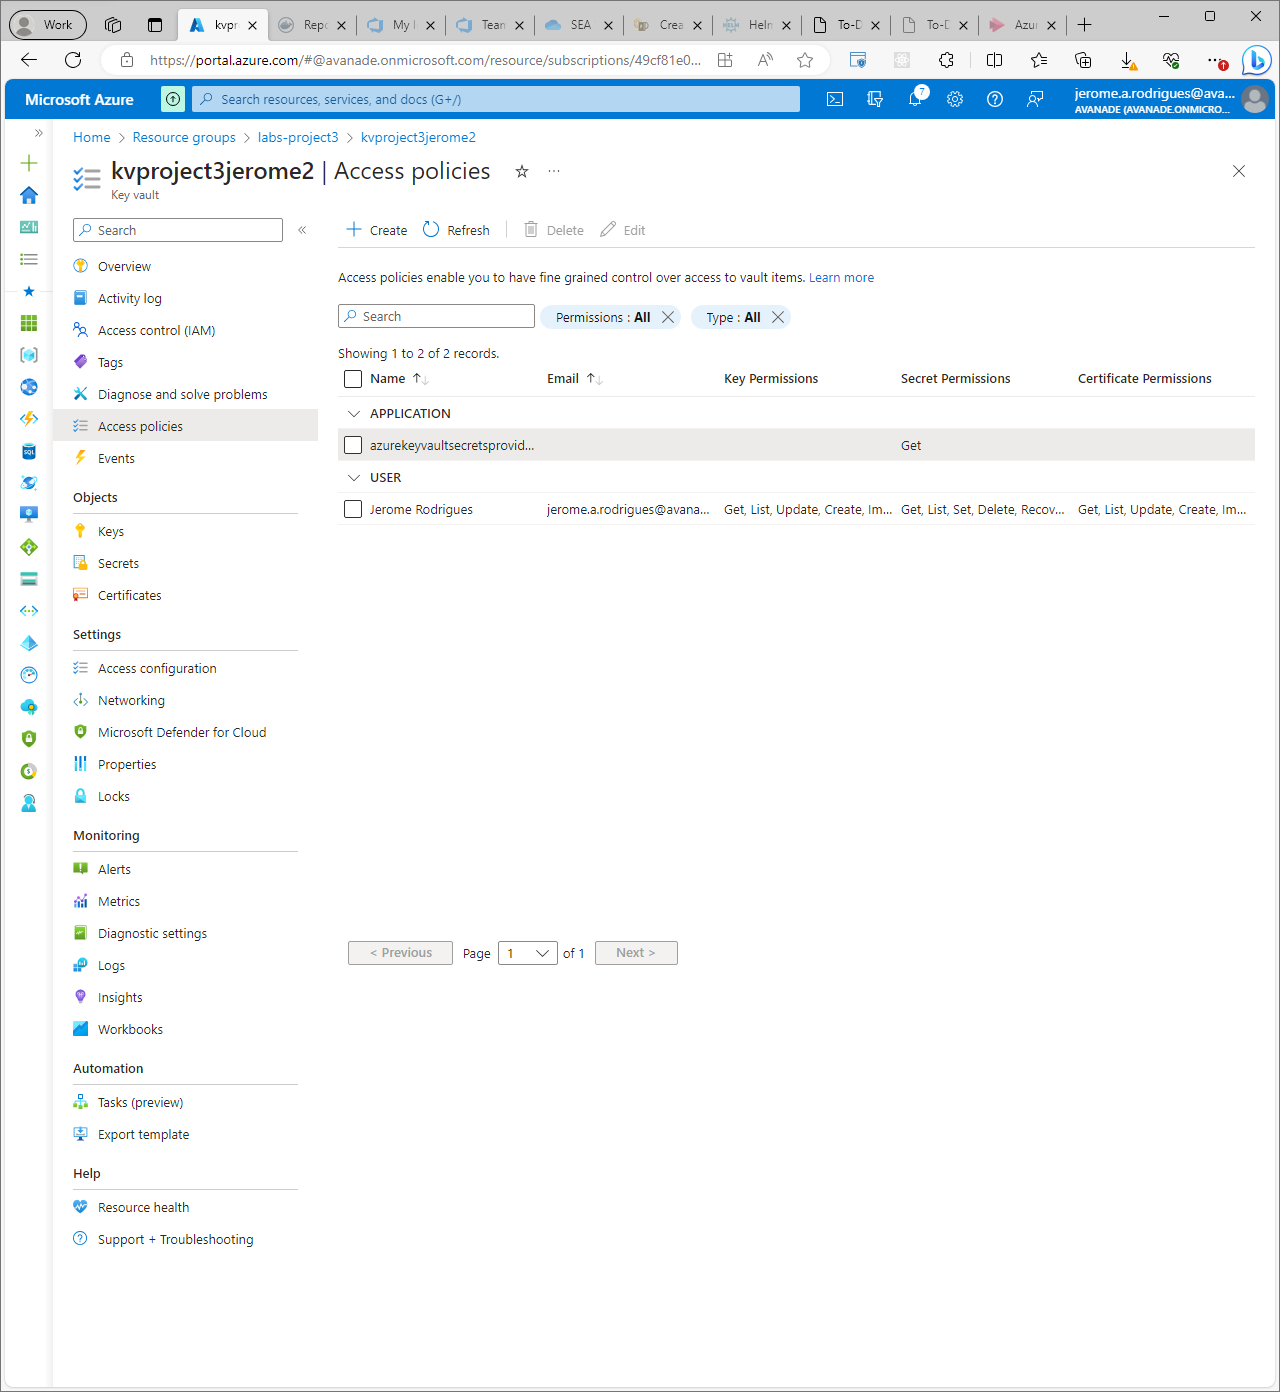 Work
kvpr
Repo
My
Team
SEA
Crea
Helm
To-D
To-D
Azur
https://portal.azure.com/#@avanade.onmicrosoft.com/resource/subscriptions/49cf81e0...
Microsoft Azure
Search resources, services, and docs (G+/)
7
jerome.a.rodrigues@ava...
AVANADE (AVANADE.ONMICRO...
Home > Resource groups > labs-project3 > kvproject3jerome2
kvproject3jerome2 | Access policies
Key vault
Search
Create Refresh Delete Edit
Overview
Activity log
Access control (IAM)
Tags
Diagnose and solve problems
Access policies
Events
Objects
Keys
Secrets
Certificates
Settings
Access configuration
Networking
Microsoft Defender for Cloud
Properties
Locks
Monitoring
Alerts
Metrics
Diagnostic settings
Logs
Insights
Workbooks
Automation
Tasks (preview)
Export template
Help
Resource health
Support + Troubleshooting
Access policies enable you to have fine grained control over access to vault items. Learn more
Search
Permissions : All
Type : All
Showing 1 to 2 of 2 records.
Name Email Key Permissions Secret Permissions Certificate Permissions
APPLICATION
azurekeyvaultsecretsprovid... Get
USER
Jerome Rodrigues jerome.a.rodrigues@avana... Get, List, Update, Create, Im... Get, List, Set, Delete, Recov... Get, List, Update, Create, Im...
< Previous Page 1 of 1 Next >